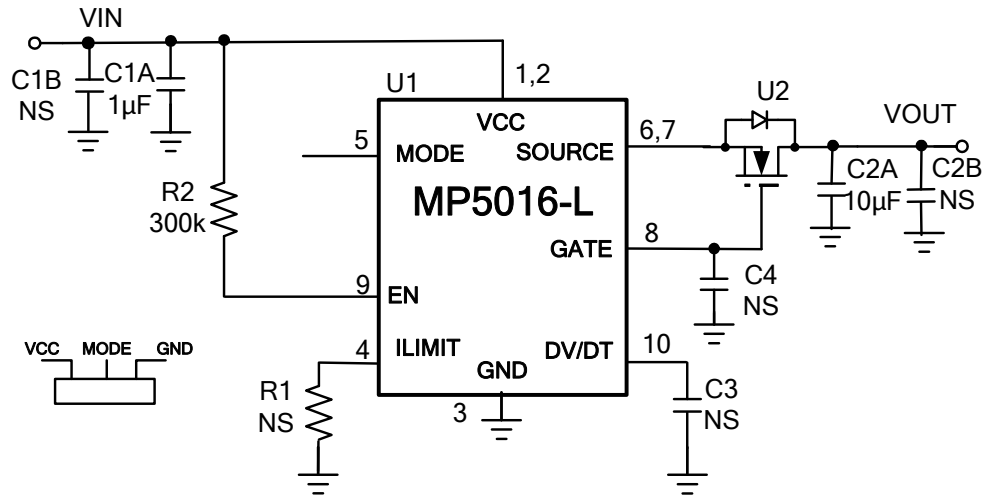 VIN
C1B
NS
C1A
1µF
U1
1,2
VCC
5
MODE
SOURCE
6,7
U2
VOUT
R2
300k
MP5016-L
C2A
10µF
C2B
NS
GATE
8
C4
NS
9
EN
4
ILIMIT
DV/DT
10
GND
3
R1
NS
C3
NS
VCC MODE GND